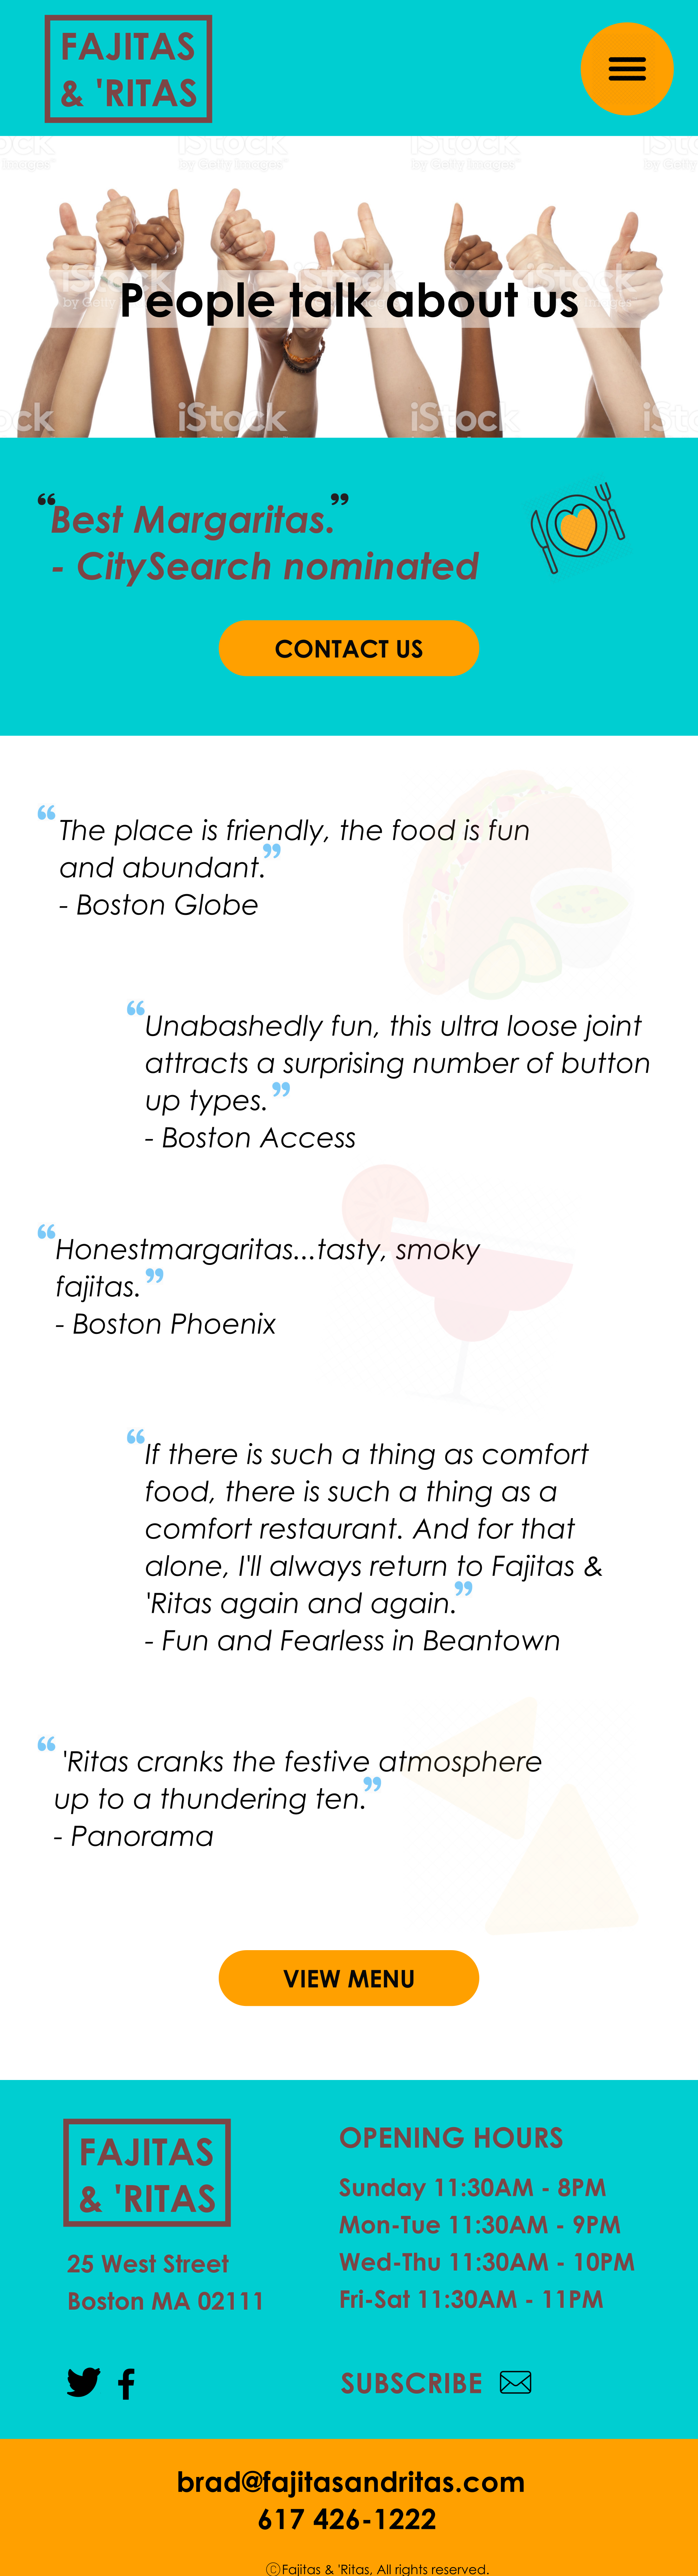 FAJITAS
& 'RITAS
iStock
by Getty Images
People talk about us
“Best Margaritas.”
- CitySearch nominated
CONTACT US
“The place is friendly, the food is fun
and abundant.”
- Boston Globe
“Unabashedly fun, this ultra loose joint
attracts a surprising number of button
up types. ”
- Boston Access
“Honestmargaritas...tasty, smoky
fajitas. ”
- Boston Phoenix
“If there is such a thing as comfort
food, there is such a thing as a
comfort restaurant. And for that
alone, I'll always return to Fajitas &
'Ritas again and again.”
- Fun and Fearless in Beantown
“ 'Ritas cranks the festive atmosphere
up to a thundering ten.”
- Panorama
VIEW MENU
FAJITAS
& 'RITAS
25 West Street
Boston MA 02111
OPENING HOURS
Sunday 11:30AM - 8PM
Mon-Tue 11:30AM - 9PM
Wed-Thu 11:30AM - 10PM
Fri-Sat 11:30AM - 11PM
SUBSCRIBE
brad@fajitasandritas.com
617 426-1222
©Fajitas & 'Ritas, All rights reserved.